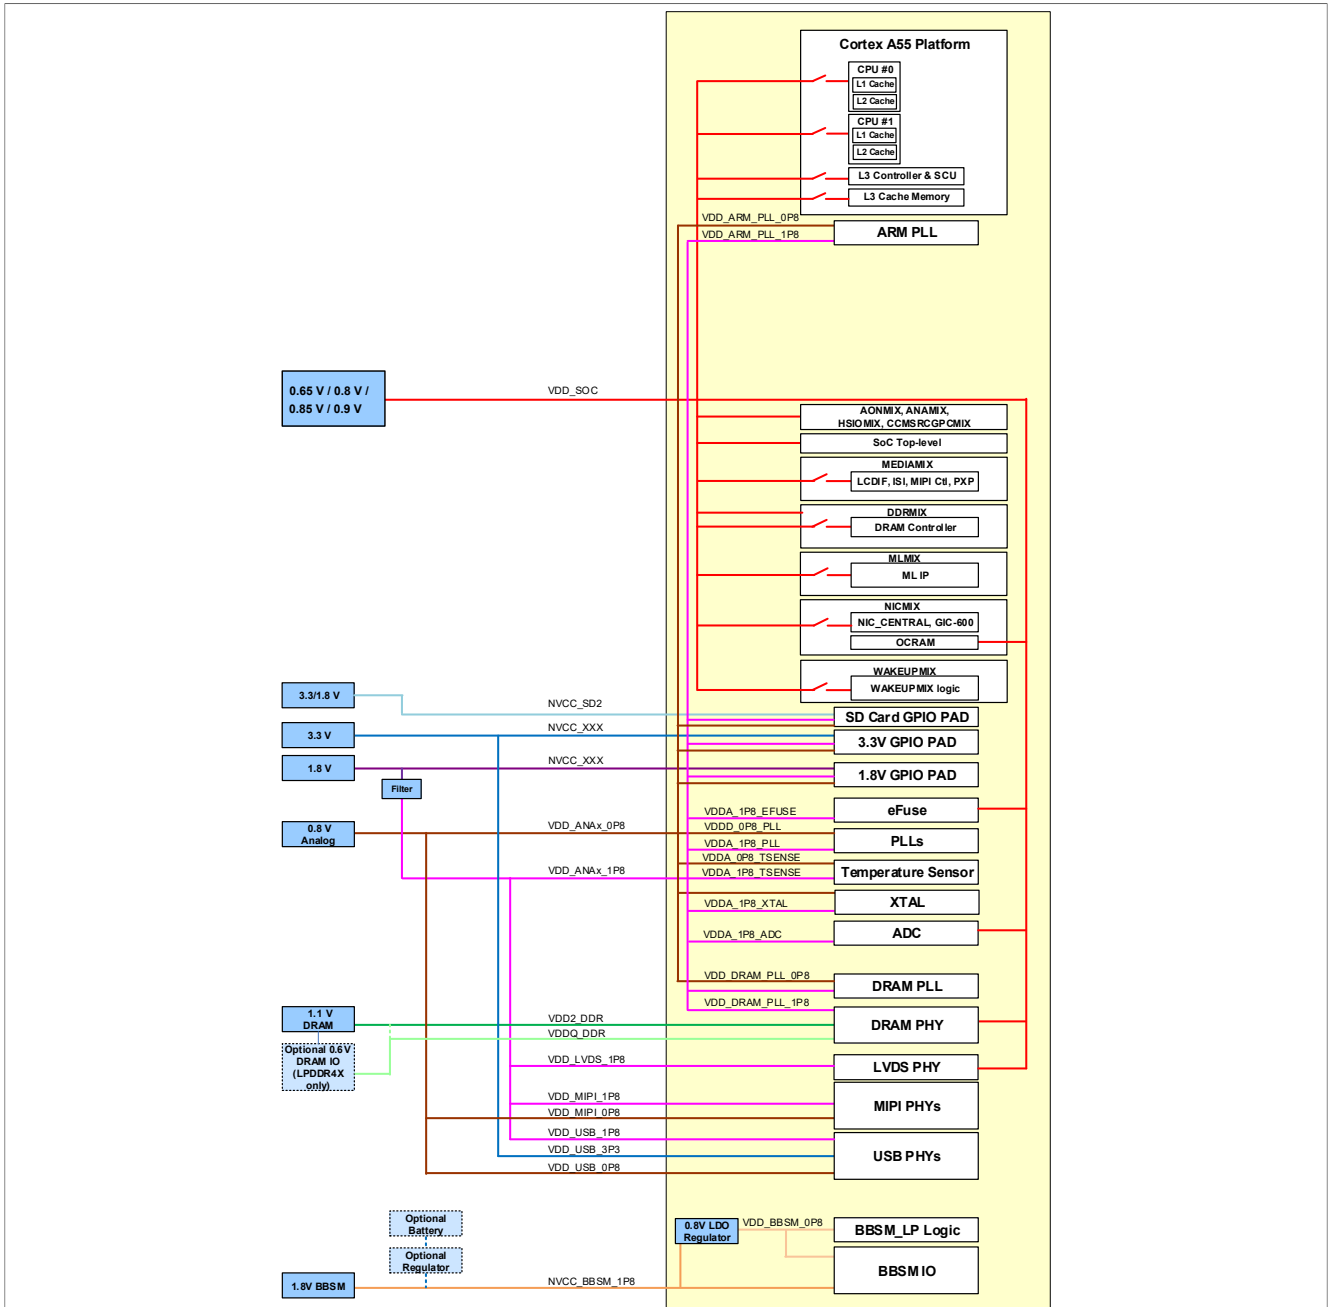 Cortex A55 Platform
CPU #0
L1 Cache
L2 Cache
CPU #1
L1 Cache
L2 Cache
L3 Controller & SCU
L3 Cache Memory
VDD_ARM_PLL_0P8
VDD_ARM_PLL_1P8
ARM PLL
0.65 V / 0.8 V /
0.85 V / 0.9 V
VDD_SOC
AONMIX, ANAMIX,
HSIOMIX, CCMSRCGPCMIX
SoC Top-level
MEDIAMIX
LCDIF, ISI, MIPI Ctl, PXP
DDRMIX
DRAM Controller
MLMIX
ML IP
NICMIX
NIC_CENTRAL, GIC-600
OCRAM
WAKEUPMIX
WAKEUPMIX logic
3.3/1.8 V
NVCC_SD2
SD Card GPIO PAD
3.3 V
NVCC_XXX
3.3V GPIO PAD
1.8 V
NVCC_XXX
1.8V GPIO PAD
Filter
VDDA_1P8_EFUSE
eFuse
0.8 V
Analog
VDD_ANAx_0P8
VDDD_0P8_PLL
VDDA_1P8_PLL
PLLs
VDD_ANAx_1P8
VDDA_0P8_TSENSE
VDDA_1P8_TSENSE
Temperature Sensor
VDDA_1P8_XTAL
XTAL
VDDA_1P8_ADC
ADC
VDD_DRAM_PLL_0P8
DRAM PLL
VDD_DRAM_PLL_1P8
1.1 V
DRAM
VDD2_DDR
VDDQ_DDR
DRAM PHY
Optional 0.6V
DRAM IO
(LPDDR4X
only)
VDD_LVDS_1P8
LVDS PHY
VDD_MIPI_1P8
VDD_MIPI_0P8
MIPI PHYs
VDD_USB_1P8
VDD_USB_3P3
VDD_USB_0P8
USB PHYs
Optional
Battery
Optional
Regulator
0.8V LDO
Regulator
VDD_BBSM_0P8
BBSM_LP Logic
BBSM IO
1.8V BBSM
NVCC_BBSM_1P8